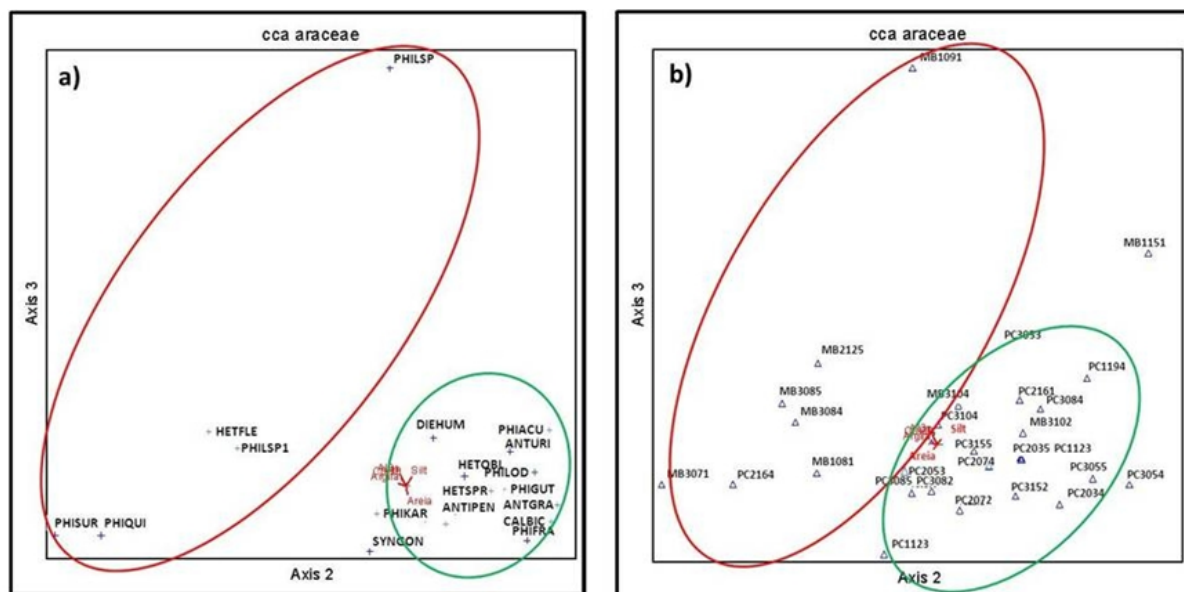 cca araceae
a)
PHILSP
Axis 3
HETFLE
PHILSP1
DIEHUM
PHIACU
ANTURI
Silt
HETOBL
PHILOD
Areia
HETSPR
PHIGUT
ANTGRA
PHIKAR
ANTIPEN
CALBIC
PHISUR PHIQUI
PHIFRA
SYNGON
Axis 2
cca araceae
b)
MB1091
Axis 3
MB1151
PC3053
MB2125
PC1194
MB3085
MB3104
PC2161
PC3084
MB3084
PC3104
Silt
MB3102
Areia
PC3155
PC2035 PC1123
MB3071
PC2164
MB1081
PC2053
PC2074
PC3055
PC3054
PC3085
PC3082
PC3152
PC2034
PC2072
PC1123
Axis 2